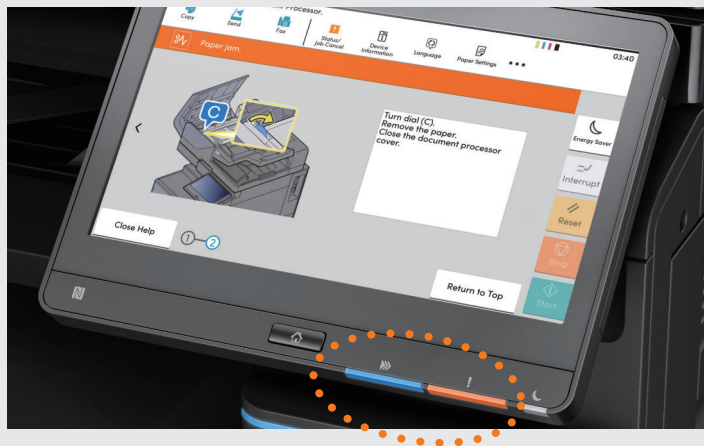 Processor.
Copy
Send
Fax
Status/
Job Cancel
Device
Information
Language
Paper Settings
03:40
Paper jam.
C
Turn dial (C).
Remove the paper.
Close the document processor
cover.
Energy Saver
Interrupt
Reset
Stop
Start
Close Help
1
2
Return to Top